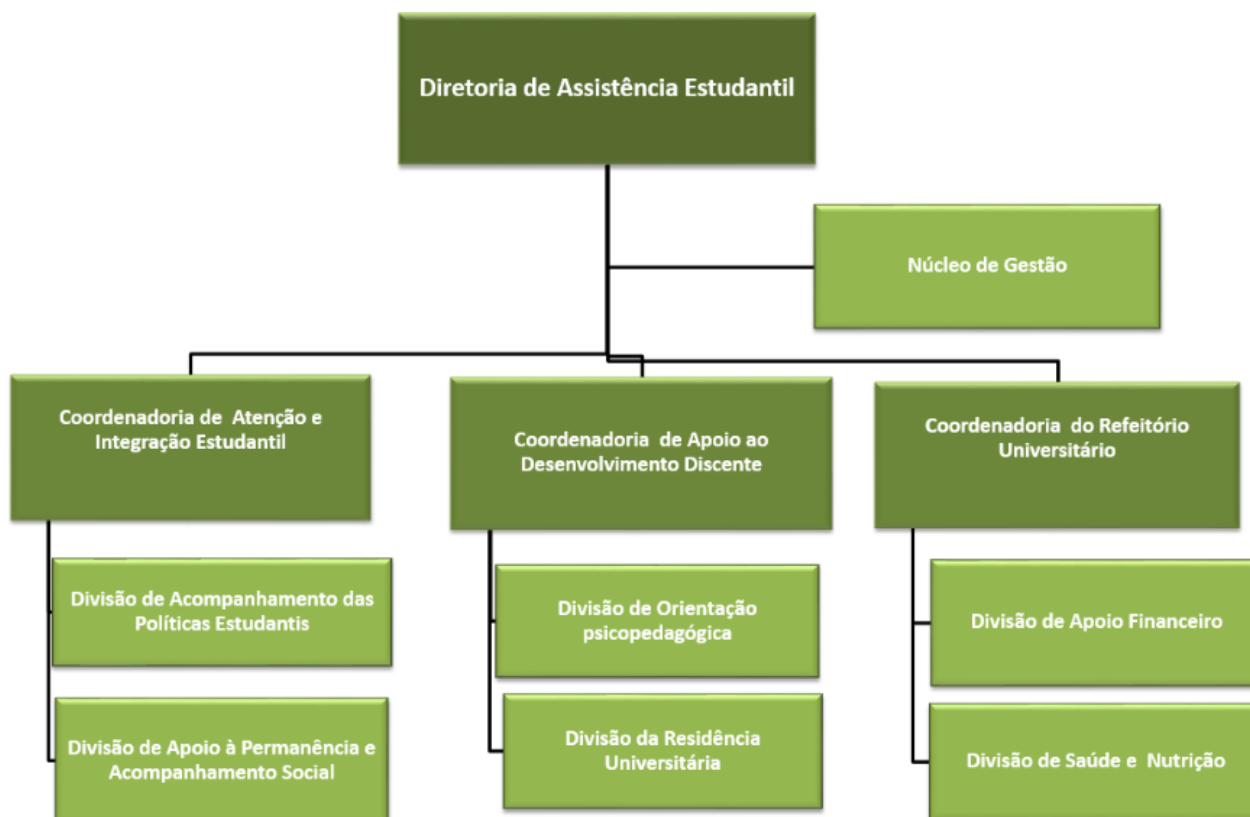 Diretoria de Assistência Estudantil
Núcleo de Gestão
Coordenadoria de Atenção e
Integração Estudantil
Coordenadoria de Apoio ao
Desenvolvimento Discente
Coordenadoria do Refeitório
Universitário
Divisão de Acompanhamento das
Políticas Estudantis
Divisão de Orientação
psicopedagógica
Divisão de Apoio Financeiro
Divisão de Apoio à Permanência e
Acompanhamento Social
Divisão da Residência
Universitária
Divisão de Saúde e Nutrição